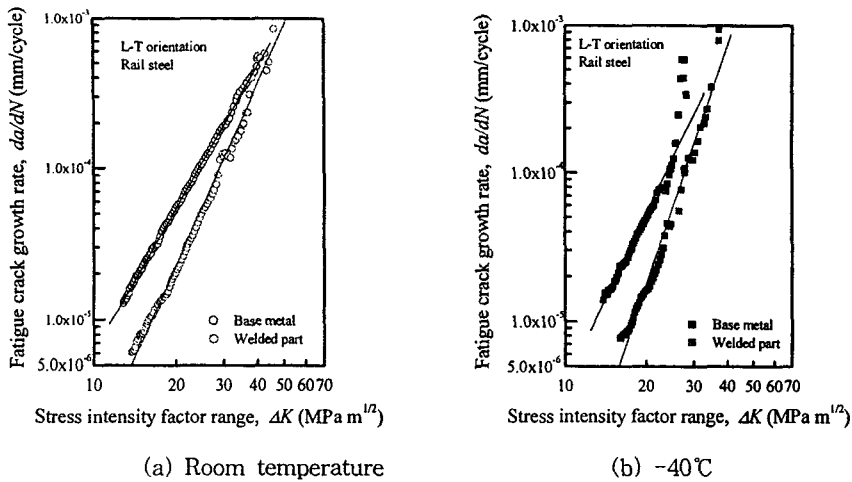 1.0x10⁻³
L-T orientation
Rail steel
1.0x10⁻⁴
Fatigue crack growth rate, da/dN (mm/cycle)
1.0x10⁻⁵
Base metal
Welded part
5.0x10⁻⁶
10 20 30 40 50 60 70
Stress intensity factor range, ΔK (MPa m^1/2)
(a) Room temperature
1.0x10⁻³
L-T orientation
Rail steel
1.0x10⁻⁴
Fatigue crack growth rate, da/dN (mm/cycle)
1.0x10⁻⁵
Base metal
Welded part
5.0x10⁻⁶
10 20 30 40 50 60 70
Stress intensity factor range, ΔK (MPa m^1/2)
(b) -40℃